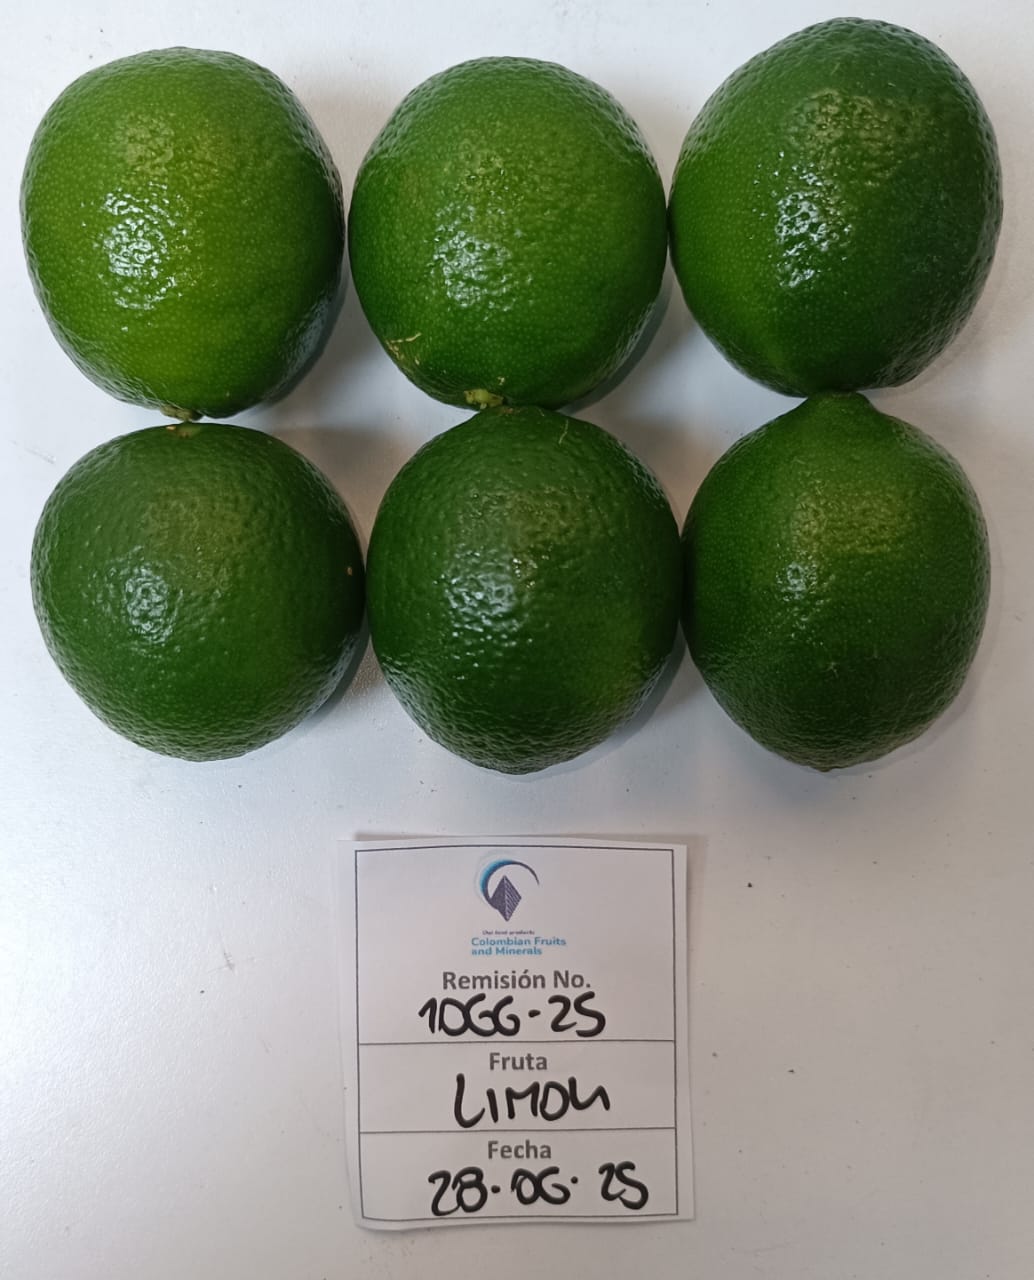 Our best products
Colombian Fruits
and Minerals
Remisión No.
1066-25
Fruta
LIMON
Fecha
28-06-25